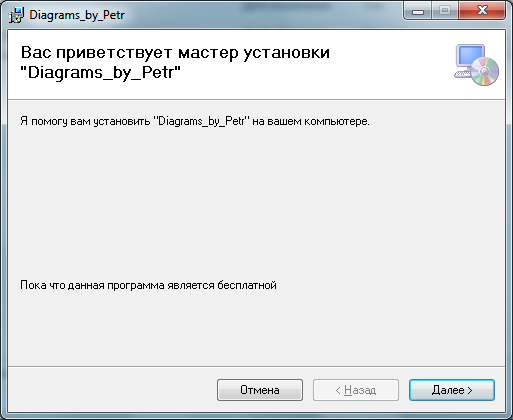 Diagrams_by_Petr
Вас приветствует мастер установки
"Diagrams_by_Petr"
Я помогу вам установить "Diagrams_by_Petr" на вашем компьютере.
Пока что данная программа является бесплатной
Отмена
< Назад
Далее >